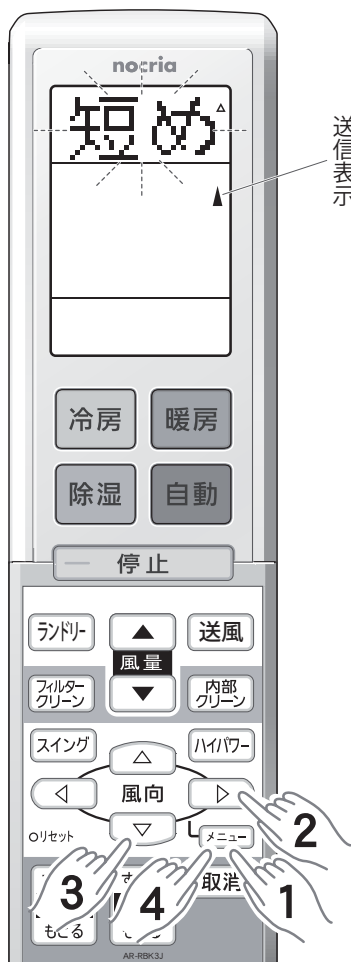 nocria
短め
送信表示
冷房
暖房
除湿
自動
停止
ランドリー
送風
風量
フィルター
クリーン
内部
クリーン
スイング
ハイパワー
風向
リセット
メニュー
2
3
4
取消
1
もどる
AR-RBK3J